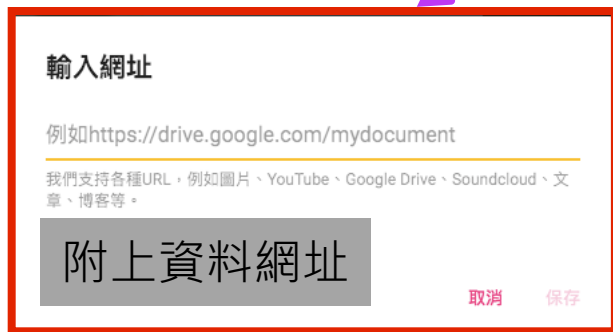 輸入網址
例如https://drive.google.com/mydocument
我們支持各種URL，例如圖片、YouTube、Google Drive、Soundcloud、文
章、博客等。
附上資料網址
取消 保存